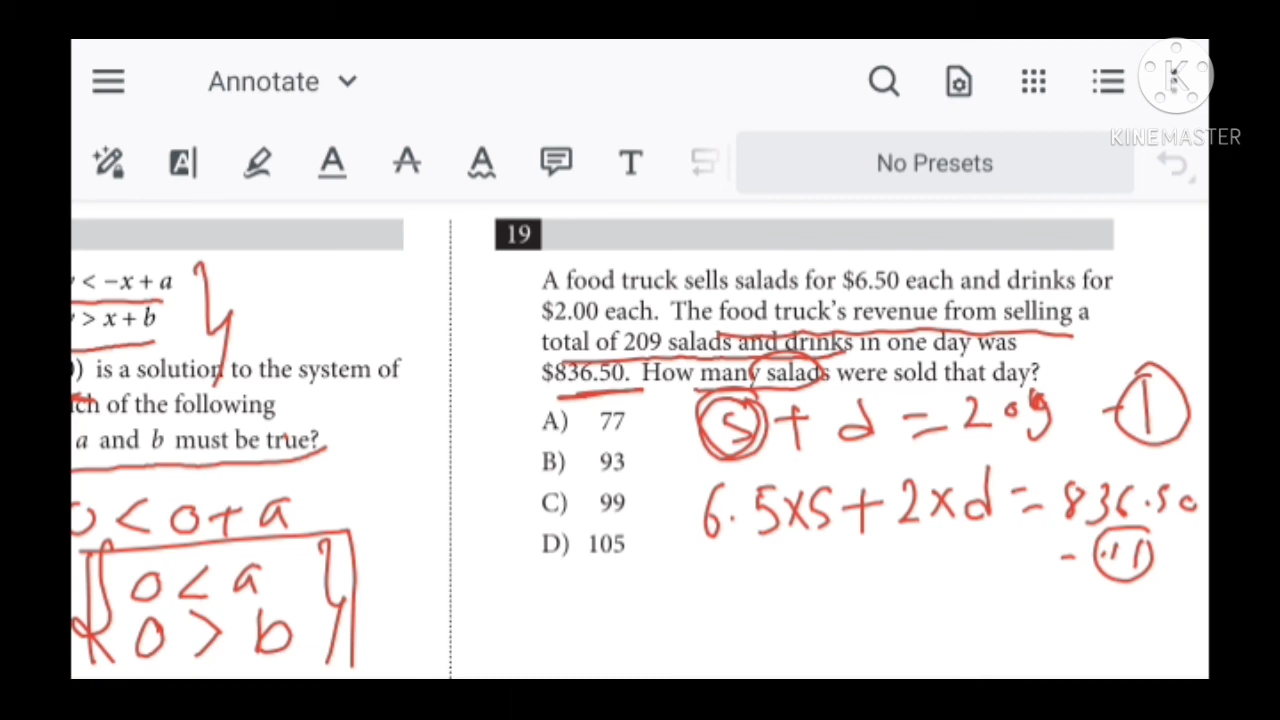 Annotate
KINEMASTER
No Presets
< −x + a
> x + b
) is a solution to the system of
ch of the following
a and b must be true?
0 < 0 + a
0 < a
0 > b
19
A food truck sells salads for $6.50 each and drinks for
$2.00 each. The food truck's revenue from selling a
total of 209 salads and drinks in one day was
$836.50. How many salads were sold that day?
A) 77
B) 93
C) 99
D) 105
S + d = 209 - 1
6.5×S + 2×d = 836.50
- 11